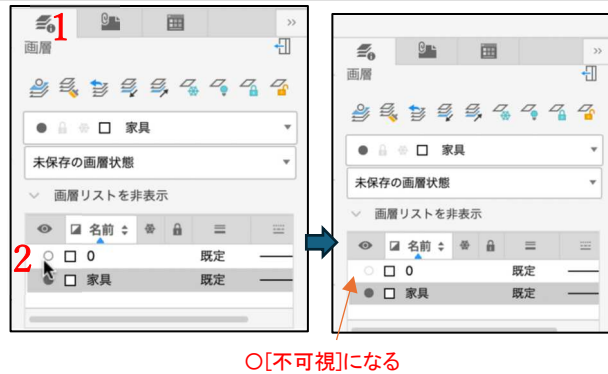 1
画層
家具
未保存の画層状態
画層リストを非表示
名前
2
0 既定
家具 既定
画層
家具
未保存の画層状態
画層リストを非表示
名前
0 既定
家具 既定
〇[不可視]になる